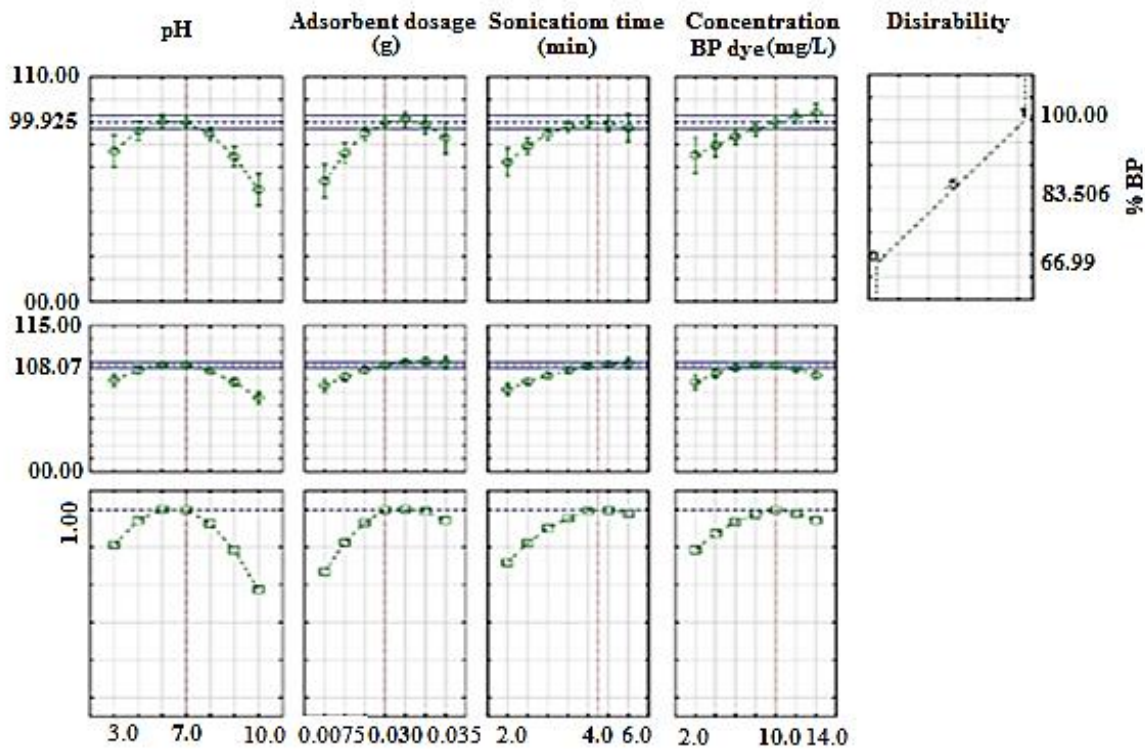 pH
Adsorbent dosage
(g)
Sonicatiom time
(min)
Concentration
BP dye (mg/L)
Disirability
110.00
99.925
00.00
100.00
83.506
66.99
% BP
115.00
108.07
00.00
1.00
3.0 7.0 10.0
0.0075 0.030 0.035
2.0 4.0 6.0
2.0 10.0 14.0